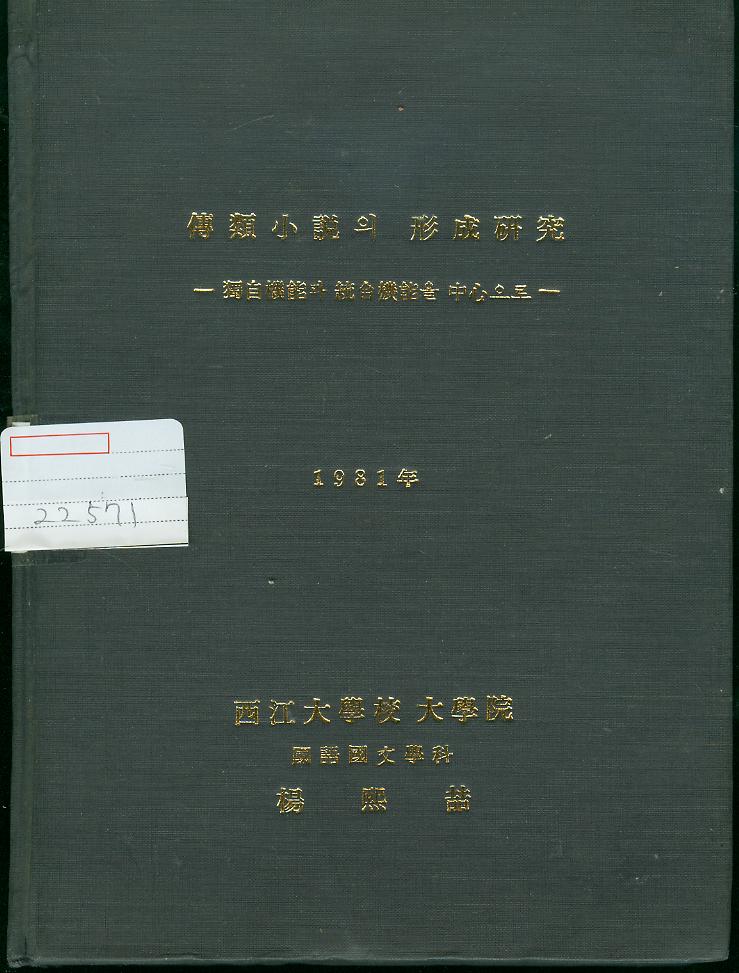 傳類小說의 形成硏究
— 獨自機能과 統合機能을 中心으로 —
1981年
22571
西江大學校 大學院
國語國文學科
楊熙喆